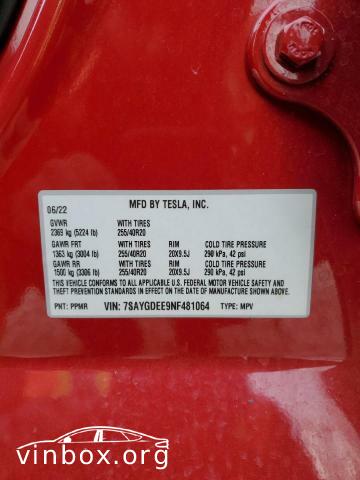 MFD BY TESLA, INC.
06/22
GVWR WITH TIRES
2369 kg (5224 lb) 255/40R20
GAWR FRT WITH TIRES RIM COLD TIRE PRESSURE
1363 kg (3004 lb) 255/40R20 20X9.5J 290 kPa, 42 psi
GAWR RR WITH TIRES RIM COLD TIRE PRESSURE
1500 kg (3306 lb) 255/40R20 20X9.5J 290 kPa, 42 psi
THIS VEHICLE CONFORMS TO ALL APPLICABLE U.S. FEDERAL MOTOR VEHICLE SAFETY AND
THEFT PREVENTION STANDARDS IN EFFECT ON THE DATE OF MANUFACTURE SHOWN ABOVE.
PNT: PPMR VIN: 7SAYGDEE9NF481064 TYPE: MPV
vinbox.org